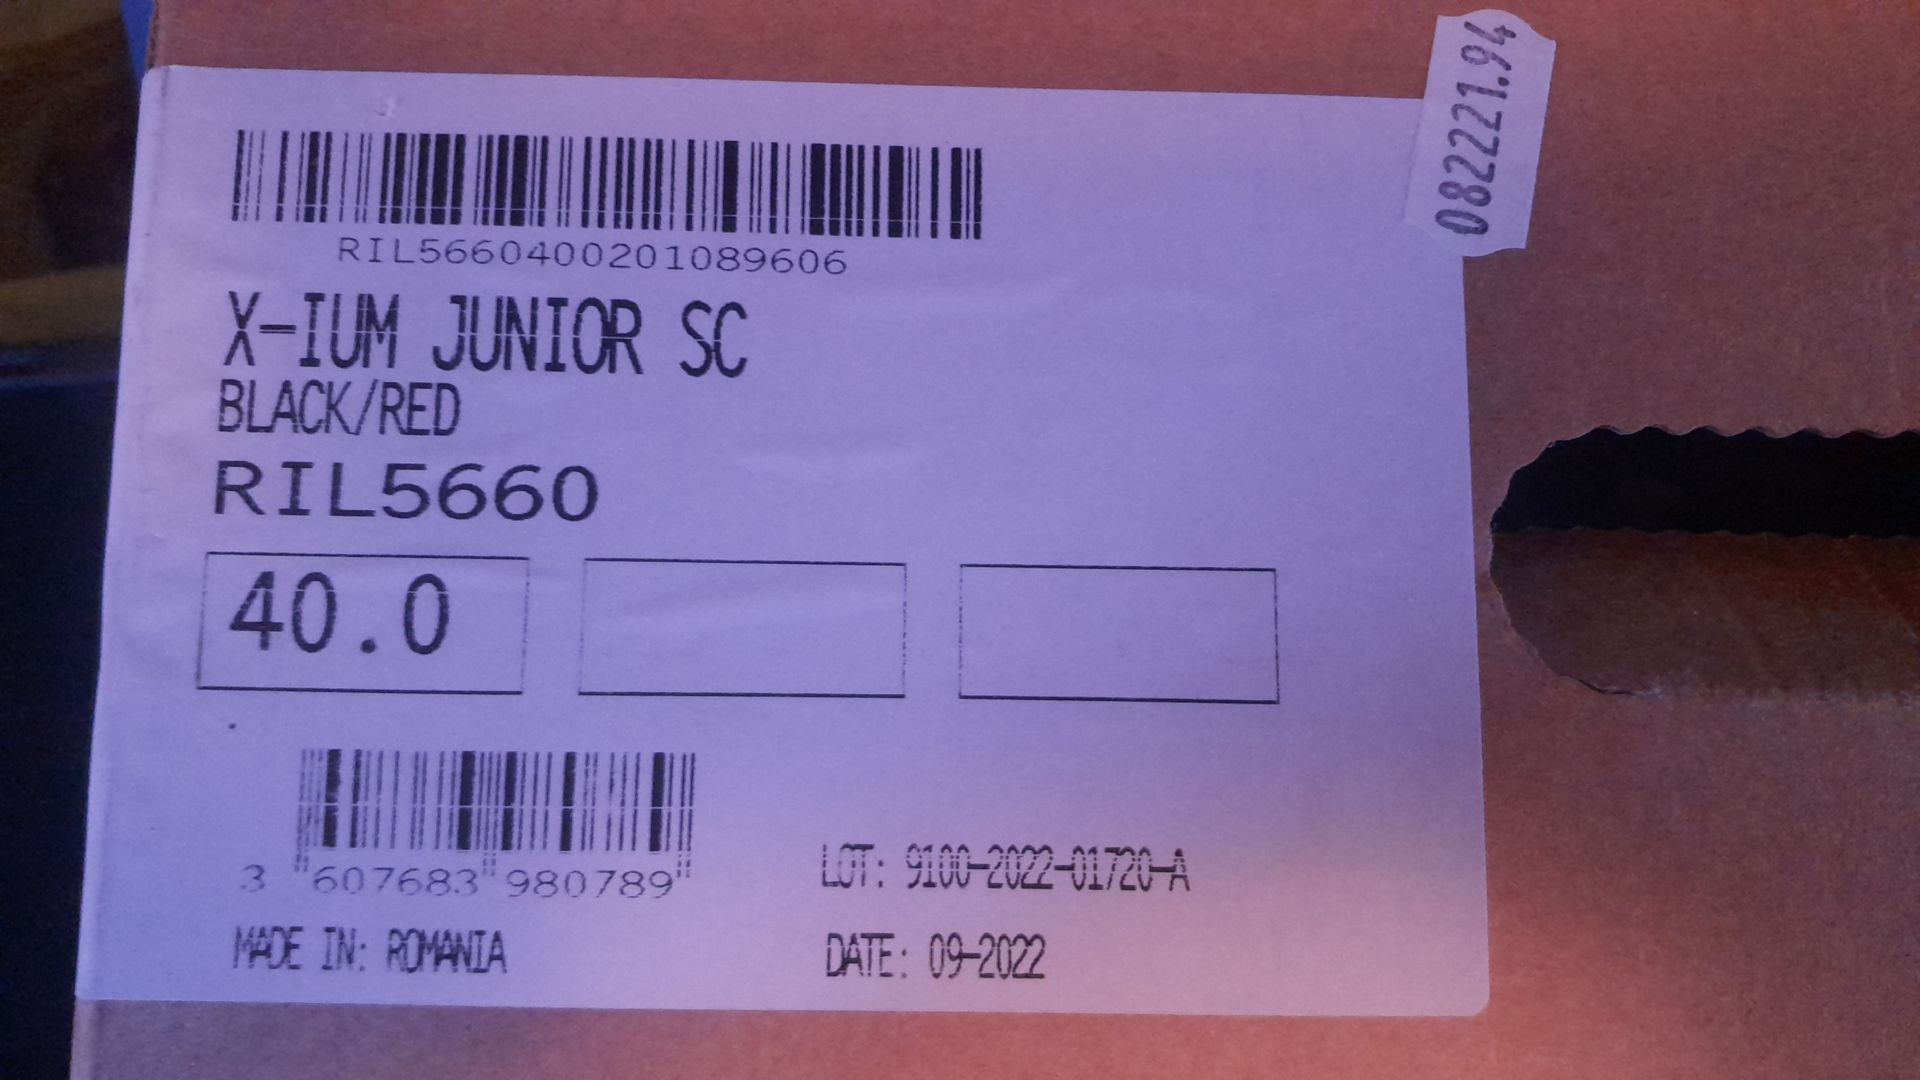 082221.94
RIL5660400201089606
X-IUM JUNIOR SC
BLACK/RED
RIL5660
40.0
3 "607683"980789"
LOT: 9100-2022-01720-A
MADE IN: ROMANIA
DATE: 09-2022